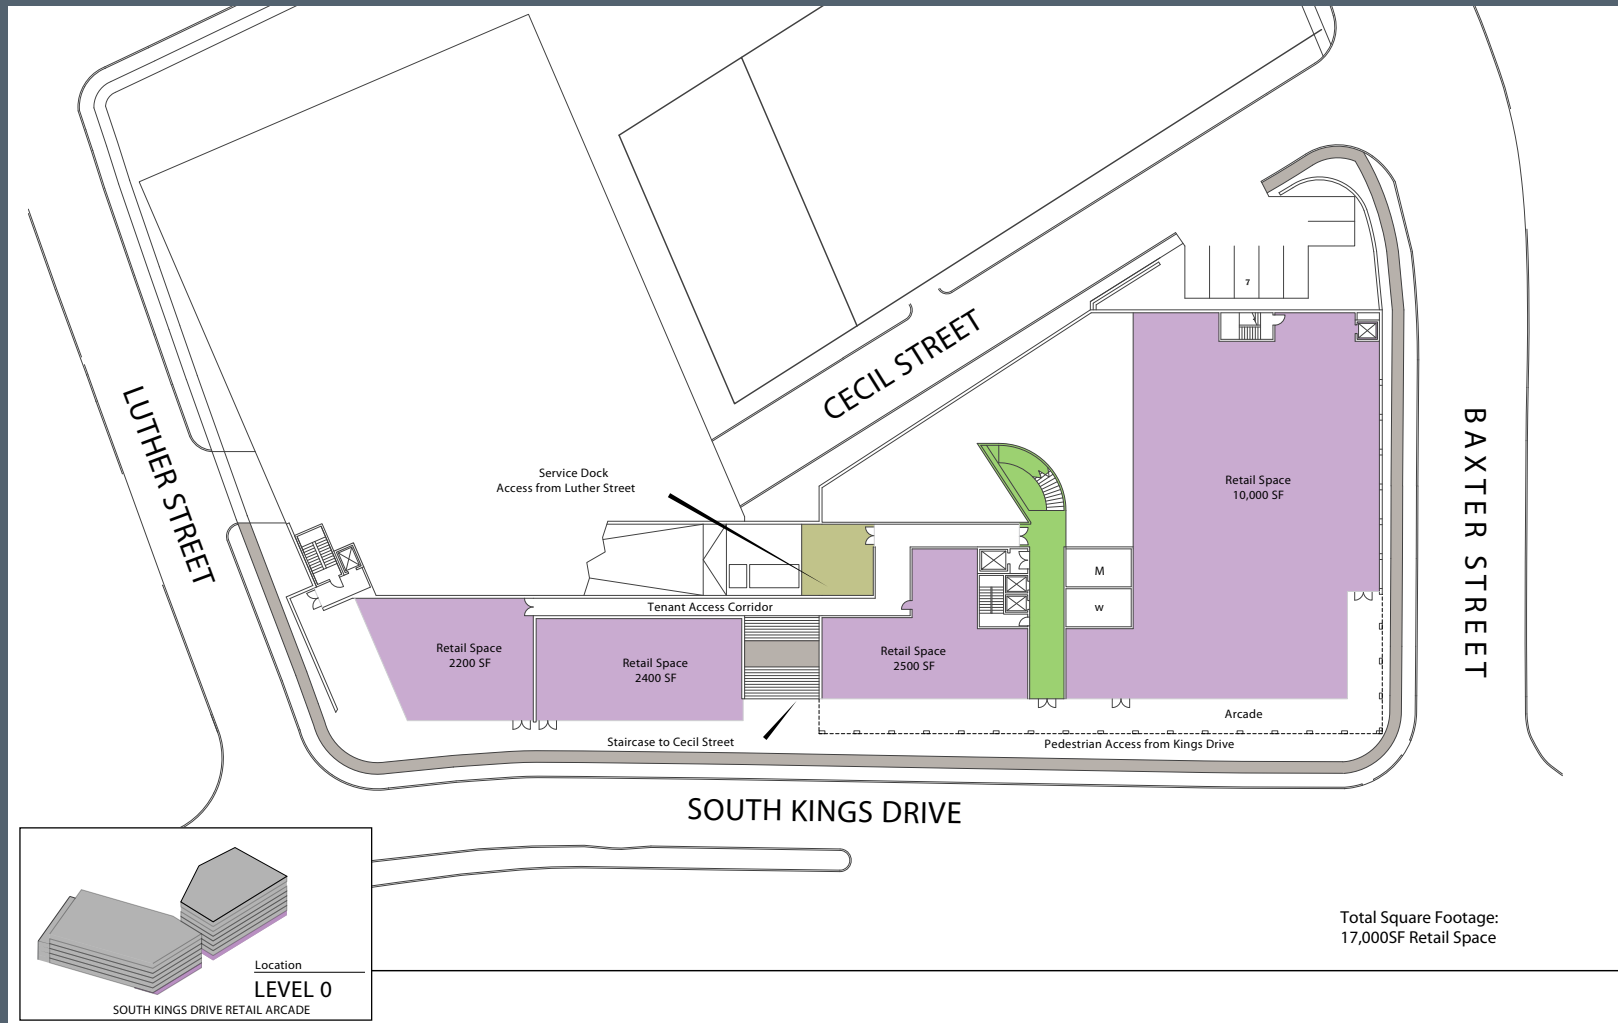 CECIL STREET
LUTHER STREET
BAXTER STREET
7
Service Dock
Access from Luther Street
Retail Space
10,000 SF
M
W
Tenant Access Corridor
Retail Space
2200 SF
Retail Space
2400 SF
Retail Space
2500 SF
Arcade
Staircase to Cecil Street
Pedestrian Access from Kings Drive
SOUTH KINGS DRIVE
Total Square Footage:
17,000SF Retail Space
Location
LEVEL 0
SOUTH KINGS DRIVE RETAIL ARCADE